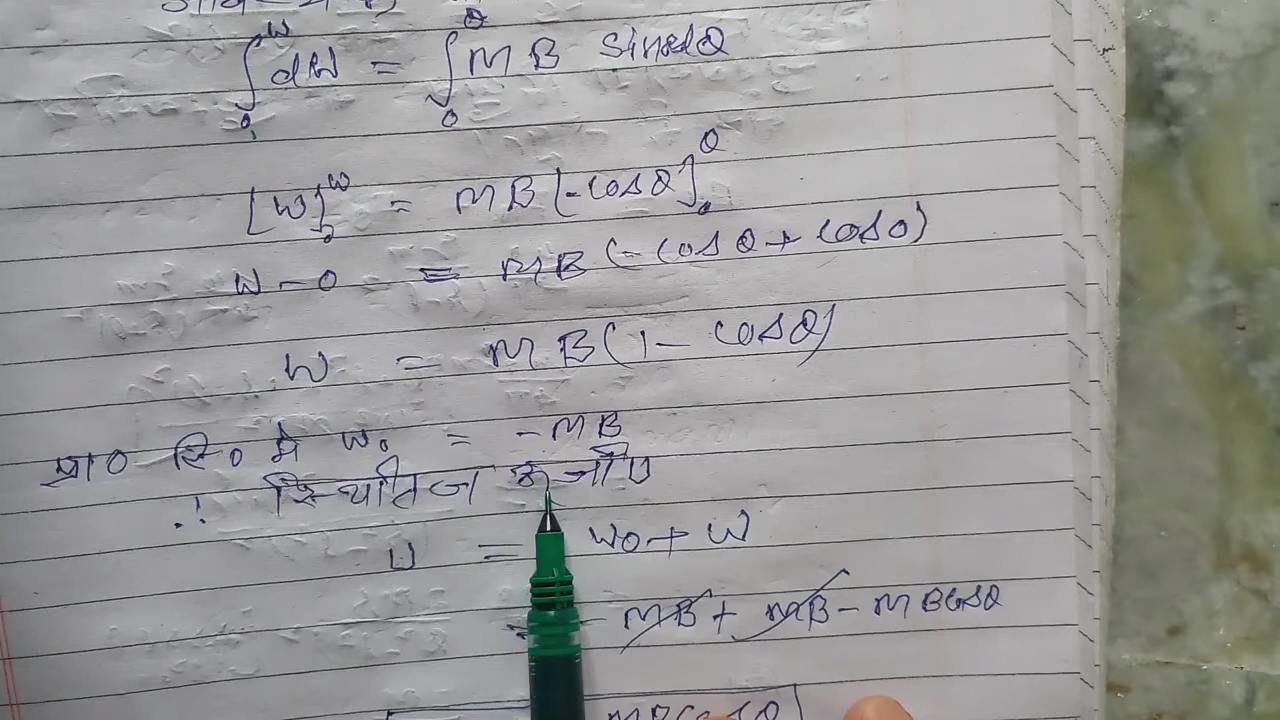 ∫₀^W dW = ∫₀^θ MB sinθdθ
[W]₀^W = MB[-cosθ]₀^θ
W - 0 = MB(-cosθ + cos0)
W = MB(1 - cosθ)
प्रा० स्थि० में W₀ = -MB
∴ स्थितिज ऊर्जा U
U = W₀ + W
= - MB + MB - MBcosθ
MBcosθ